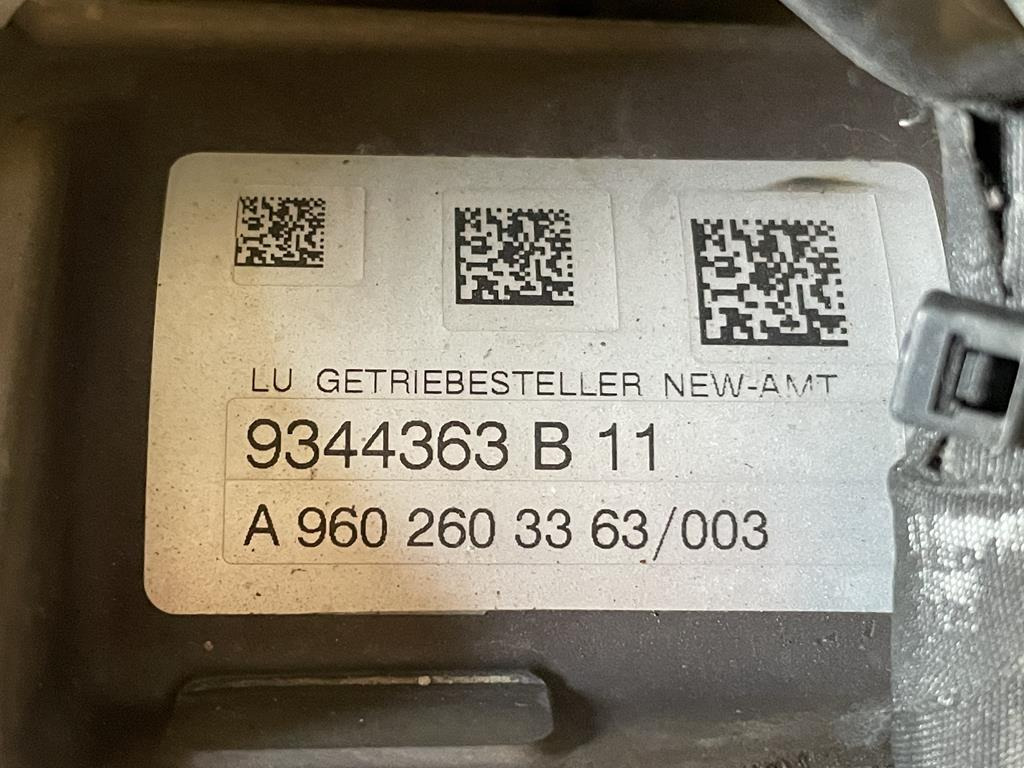 LU GETRIEBESTELLER NEW-AMT
9344363 B 11
A 960 260 33 63/003